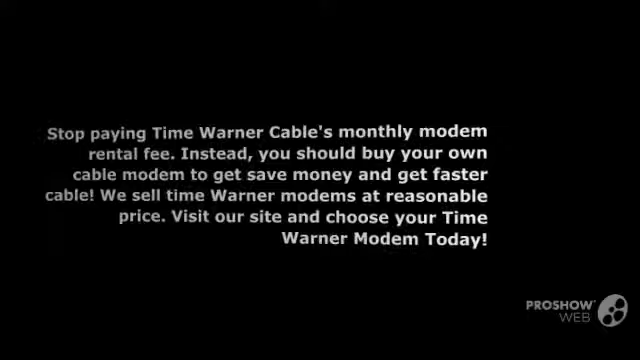 Stop paying Time Warner Cable's monthly modem
rental fee. Instead, you should buy your own
cable modem to get save money and get faster
cable! We sell time Warner modems at reasonable
price. Visit our site and choose your Time
Warner Modem Today!
PROSHOW
WEB